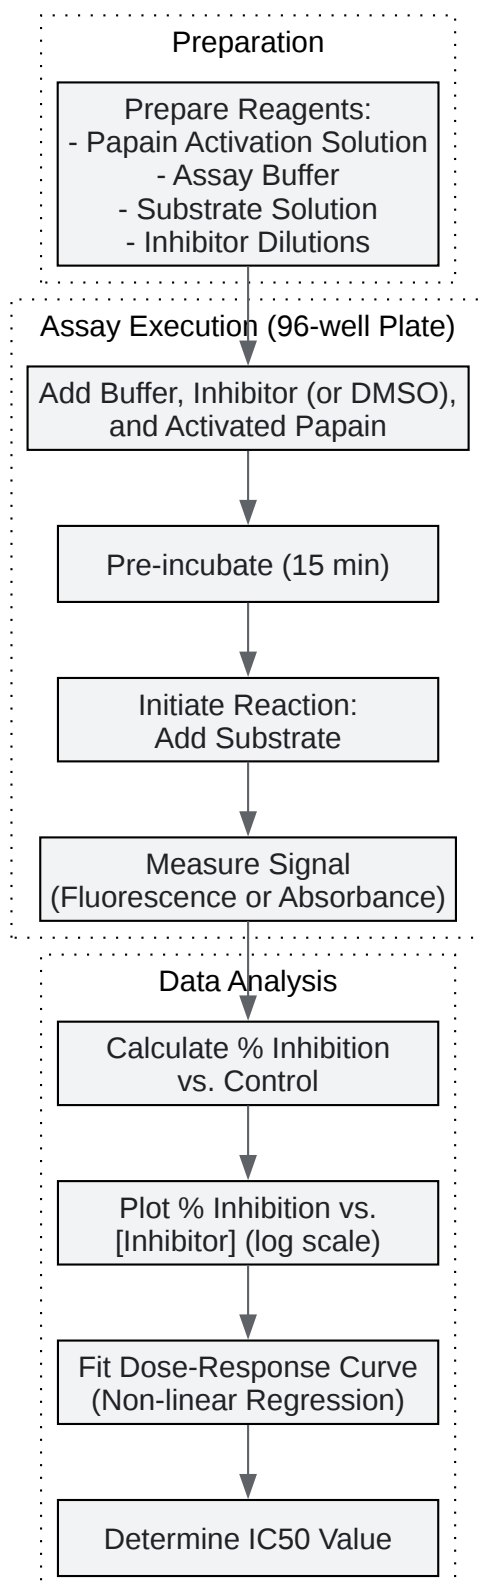 Preparation
Prepare Reagents:
- Papain Activation Solution
- Assay Buffer
- Substrate Solution
- Inhibitor Dilutions
Assay Execution (96-well Plate)
Add Buffer, Inhibitor (or DMSO),
and Activated Papain
Pre-incubate (15 min)
Initiate Reaction:
Add Substrate
Measure Signal
(Fluorescence or Absorbance)
Data Analysis
Calculate % Inhibition
vs. Control
Plot % Inhibition vs.
[Inhibitor] (log scale)
Fit Dose-Response Curve
(Non-linear Regression)
Determine IC50 Value